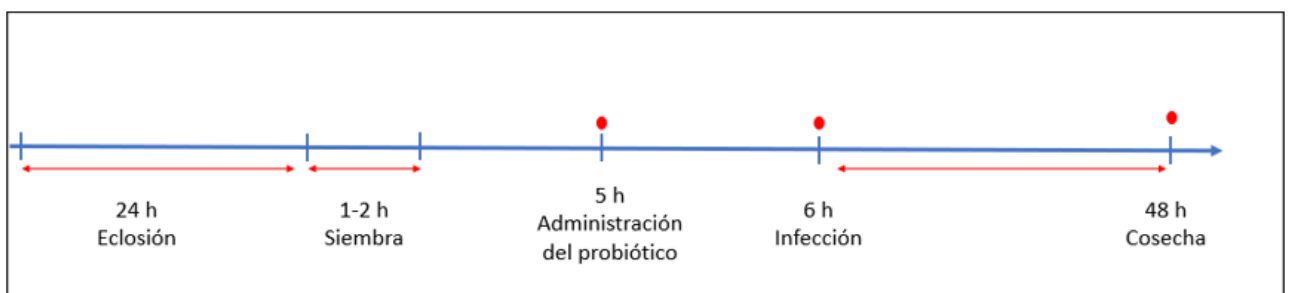 24 h
Eclosión
1-2 h
Siembra
5 h
Administración
del probiótico
6 h
Infección
48 h
Cosecha